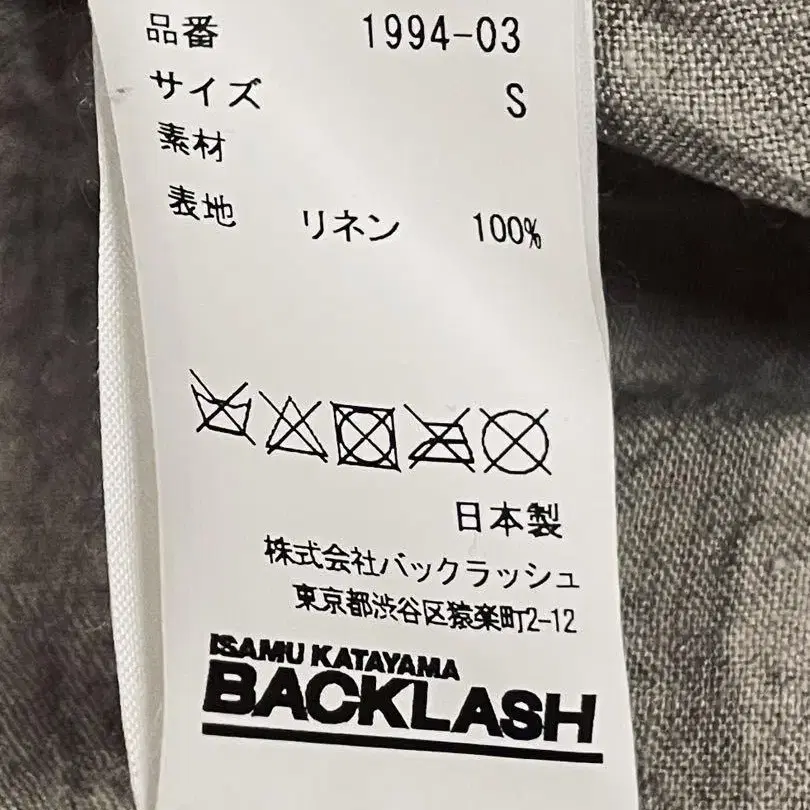 品番 1994-03
サイズ S
素材
表地 リネン 100%
日本製
株式会社バックラッシュ
東京都渋谷区猿楽町2-12
ISAMU KATAYAMA
BACKLASH